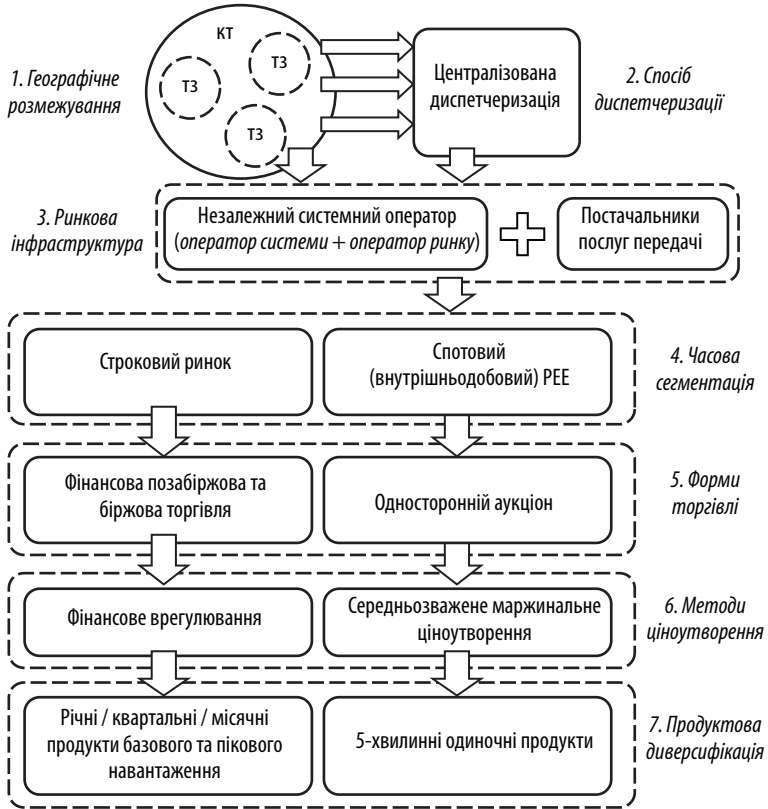 КТ
ТЗ
ТЗ
ТЗ
1. Географічне
розмежування
Централізована
диспетчеризація
2. Спосіб
диспетчеризації
3. Ринкова
інфраструктура
Незалежний системний оператор
(оператор системи + оператор ринку)
Постачальники
послуг передачі
Строковий ринок
Спотовий
(внутрішньодобовий) РЕЕ
4. Часова
сегментація
Фінансова позабіржова та
біржова торгівля
Односторонній аукціон
5. Форми
торгівлі
Фінансове врегулювання
Середньозважене маржинальне
ціноутворення
6. Методи
ціноутворення
Річні / квартальні / місячні
продукти базового та пікового
навантаження
5-хвилинні одиночні продукти
7. Продуктова
диверсифікація